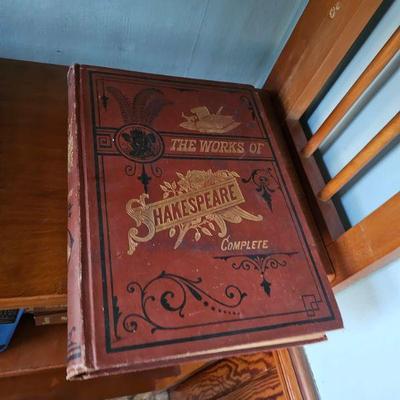 THE WORKS OF
SHAKESPEARE
COMPLETE